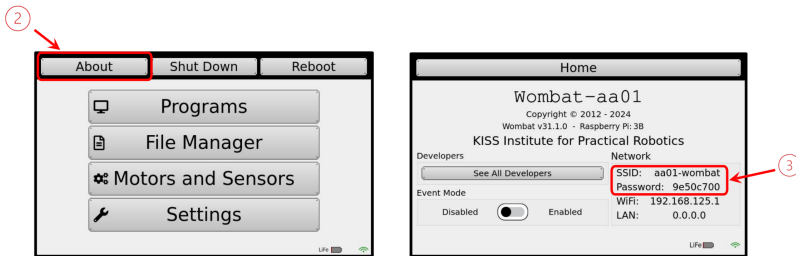 2
About Shut Down Reboot
Programs
File Manager
Motors and Sensors
Settings
LiFe
Home
Wombat-aa01
Copyright © 2012 - 2024
Wombat v31.1.0 - Raspberry Pi: 3B
KISS Institute for Practical Robotics
Developers
See All Developers
Event Mode
Disabled Enabled
Network
SSID: aa01-wombat
Password: 9e50c700
WiFi: 192.168.125.1
LAN: 0.0.0.0
LiFe
3